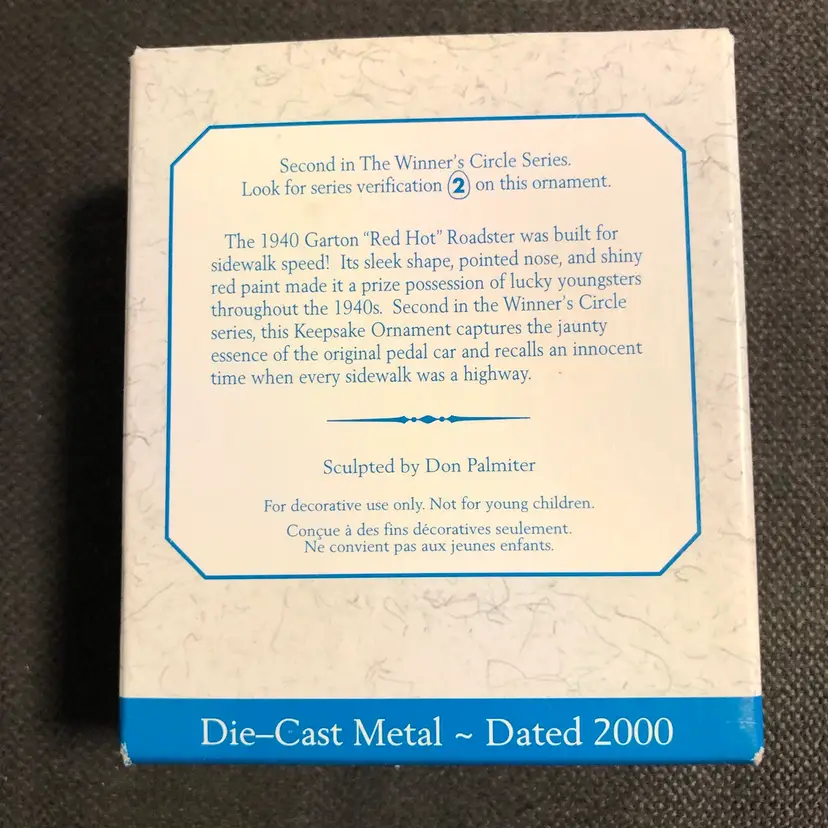 Second in The Winner's Circle Series.
Look for series verification 2 on this ornament.
The 1940 Garton "Red Hot" Roadster was built for
sidewalk speed! Its sleek shape, pointed nose, and shiny
red paint made it a prize possession of lucky youngsters
throughout the 1940s. Second in the Winner's Circle
series, this Keepsake Ornament captures the jaunty
essence of the original pedal car and recalls an innocent
time when every sidewalk was a highway.
Sculpted by Don Palmiter
For decorative use only. Not for young children.
Conçue à des fins décoratives seulement.
Ne convient pas aux jeunes enfants.
Die–Cast Metal ~ Dated 2000